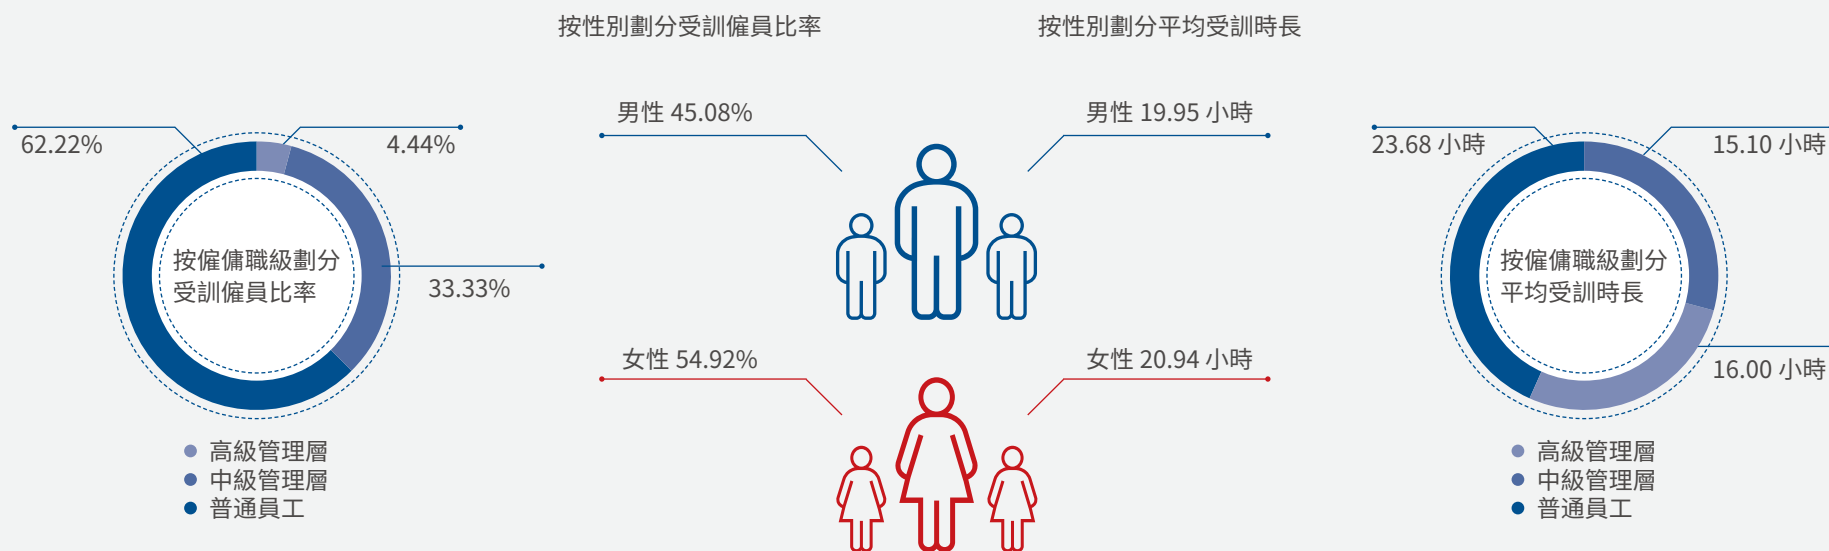 按性別劃分受訓僱員比率
按性別劃分平均受訓時長
62.22%
4.44%
33.33%
按僱傭職級劃分
受訓僱員比率
高級管理層
中級管理層
普通員工
男性 45.08%
男性 19.95 小時
女性 54.92%
女性 20.94 小時
23.68 小時
15.10 小時
16.00 小時
按僱傭職級劃分
平均受訓時長
高級管理層
中級管理層
普通員工